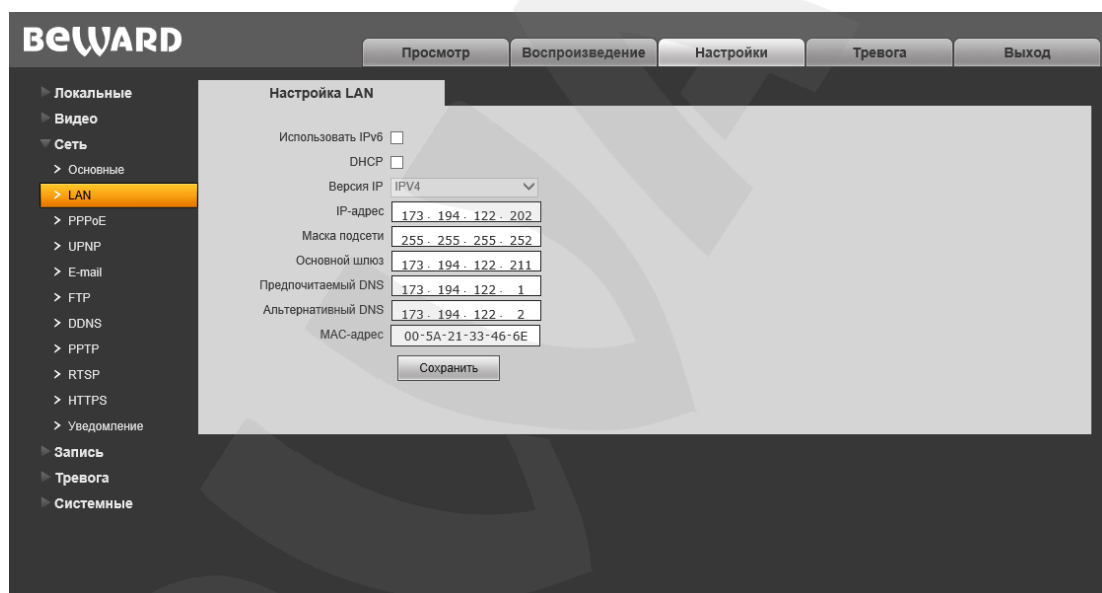 BEWARD
Просмотр Воспроизведение Настройки Тревога Выход
Локальные
Видео
Сеть
> Основные
> LAN
> PPPoE
> UPNP
> E-mail
> FTP
> DDNS
> PPTP
> RTSP
> HTTPS
> Уведомление
Запись
Тревога
Системные
Настройка LAN
Использовать IPv6
DHCP
Версия IP IPV4
IP-адрес 173 . 194 . 122 . 202
Маска подсети 255 . 255 . 255 . 252
Основной шлюз 173 . 194 . 122 . 211
Предпочитаемый DNS 173 . 194 . 122 . 1
Альтернативный DNS 173 . 194 . 122 . 2
MAC-адрес 00-5A-21-33-46-6E
Сохранить